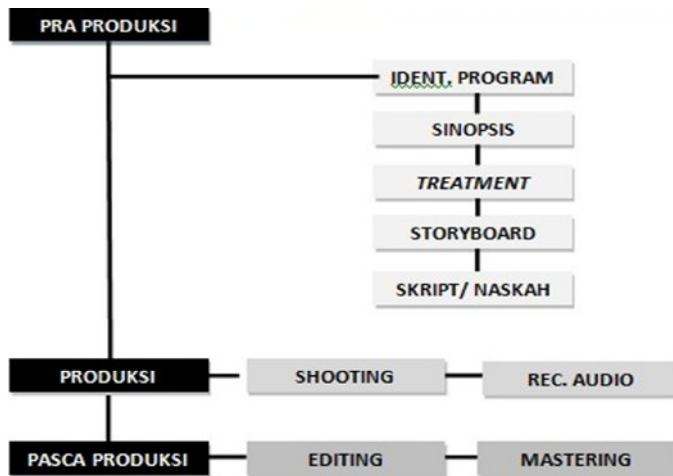 PRA PRODUKSI
IDENT. PROGRAM
SINOPSIS
TREATMENT
STORYBOARD
SKRIPT/ NASKAH
PRODUKSI
SHOOTING
REC. AUDIO
PASCA PRODUKSI
EDITING
MASTERING